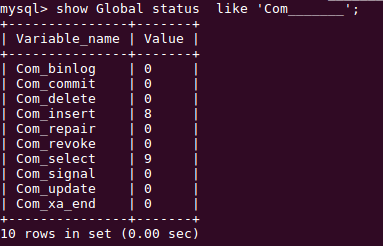 mysql> show Global status  like 'Com_______';
+---------------+-------+
| Variable_name | Value |
+---------------+-------+
| Com_binlog    | 0     |
| Com_commit    | 0     |
| Com_delete    | 0     |
| Com_insert    | 8     |
| Com_repair    | 0     |
| Com_revoke    | 0     |
| Com_select    | 9     |
| Com_signal    | 0     |
| Com_update    | 0     |
| Com_xa_end    | 0     |
+---------------+-------+
10 rows in set (0.00 sec)